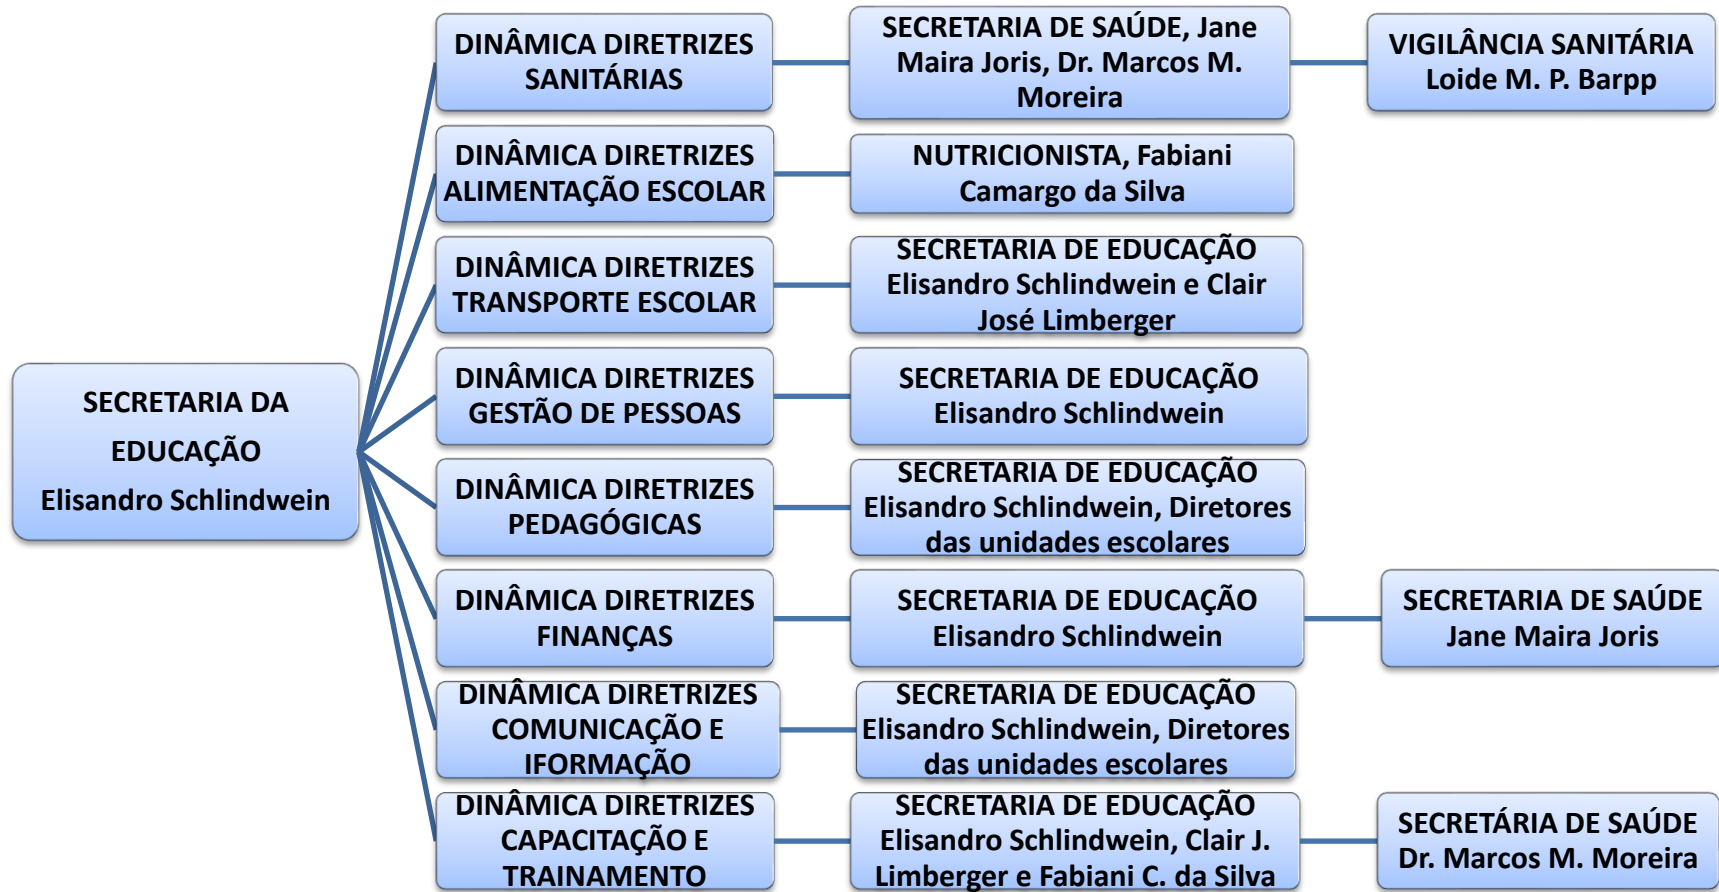 SECRETARIA DA
EDUCAÇÃO
Elisandro Schlindwein
DINÂMICA DIRETRIZES
SANITÁRIAS
SECRETARIA DE SAÚDE, Jane
Maira Joris, Dr. Marcos M.
Moreira
VIGILÂNCIA SANITÁRIA
Loide M. P. Barpp
DINÂMICA DIRETRIZES
ALIMENTAÇÃO ESCOLAR
NUTRICIONISTA, Fabiani
Camargo da Silva
DINÂMICA DIRETRIZES
TRANSPORTE ESCOLAR
SECRETARIA DE EDUCAÇÃO
Elisandro Schlindwein e Clair
José Limberger
DINÂMICA DIRETRIZES
GESTÃO DE PESSOAS
SECRETARIA DE EDUCAÇÃO
Elisandro Schlindwein
DINÂMICA DIRETRIZES
PEDAGÓGICAS
SECRETARIA DE EDUCAÇÃO
Elisandro Schlindwein, Diretores
das unidades escolares
DINÂMICA DIRETRIZES
FINANÇAS
SECRETARIA DE EDUCAÇÃO
Elisandro Schlindwein
SECRETARIA DE SAÚDE
Jane Maira Joris
DINÂMICA DIRETRIZES
COMUNICAÇÃO E
IFORMAÇÃO
SECRETARIA DE EDUCAÇÃO
Elisandro Schlindwein, Diretores
das unidades escolares
DINÂMICA DIRETRIZES
CAPACITAÇÃO E
TRAINAMENTO
SECRETARIA DE EDUCAÇÃO
Elisandro Schlindwein, Clair J.
Limberger e Fabiani C. da Silva
SECRETÁRIA DE SAÚDE
Dr. Marcos M. Moreira